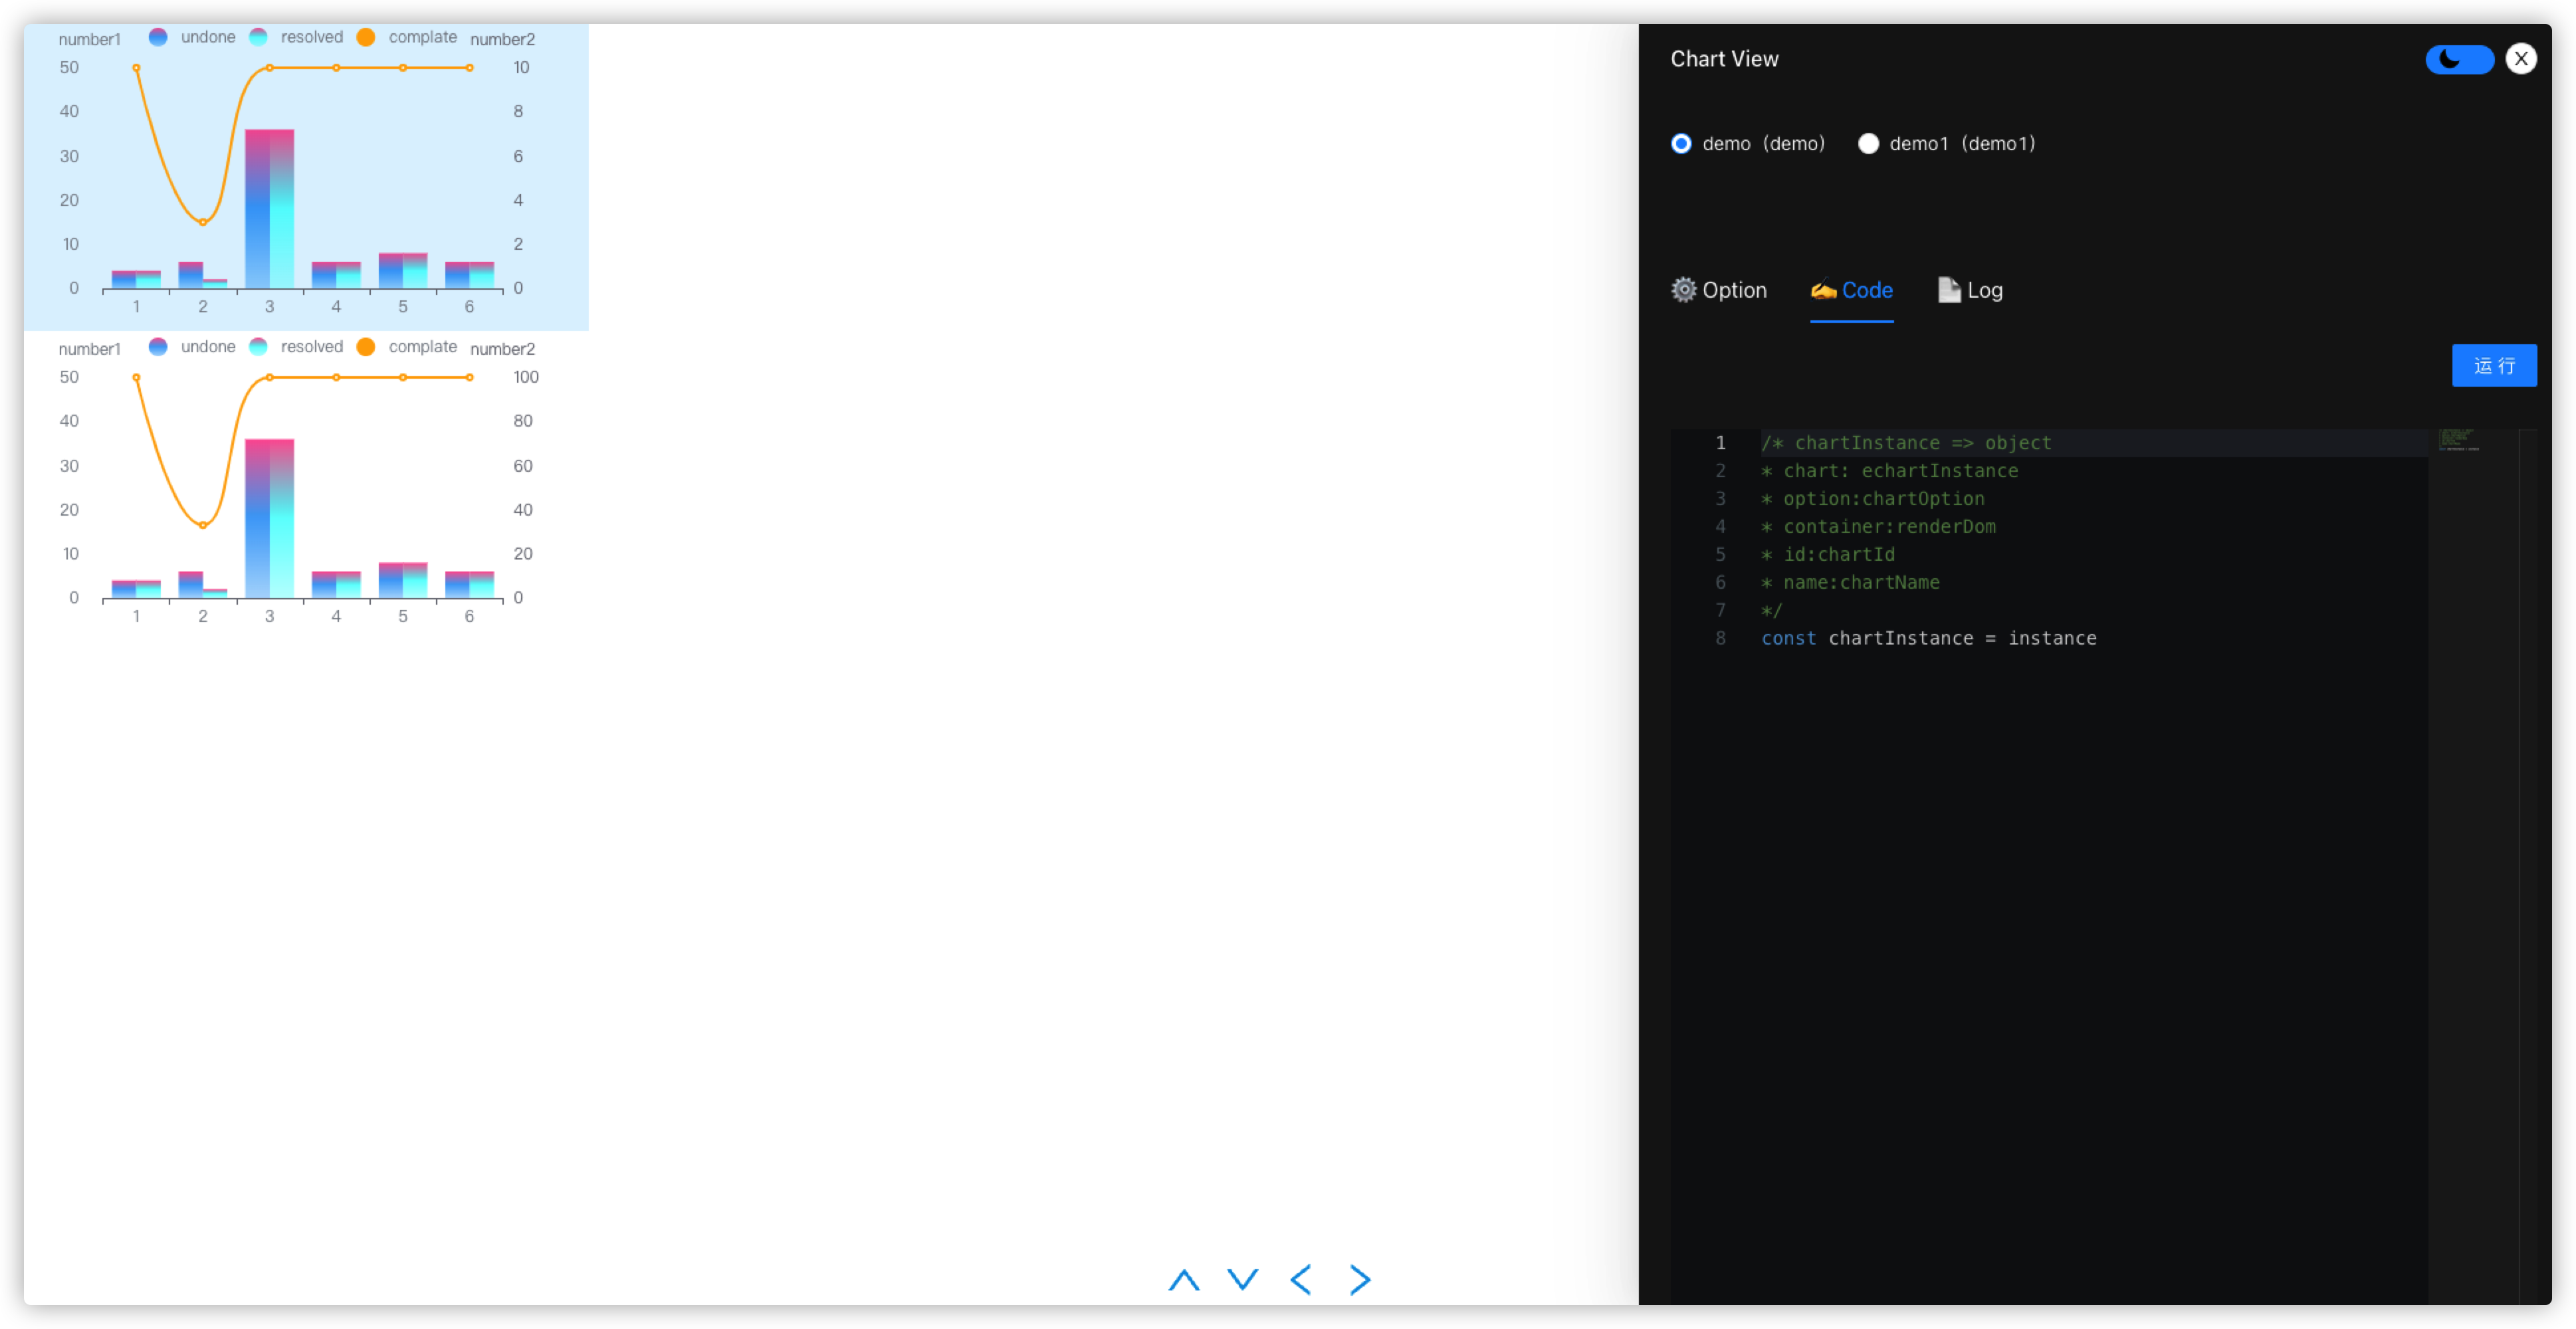 number1 undone resolved complate number2
50 10
40 8
30 6
20 4
10 2
0 0
1 2 3 4 5 6
number1 undone resolved complate number2
50 100
40 80
30 60
20 40
10 20
0 0
1 2 3 4 5 6
Chart View X
demo（demo） demo1（demo1）
Option Code Log
运 行
1 /* chartInstance => object
2 * chart: echartInstance
3 * option:chartOption
4 * container:renderDom
5 * id:chartId
6 * name:chartName
7 */
8 const chartInstance = instance